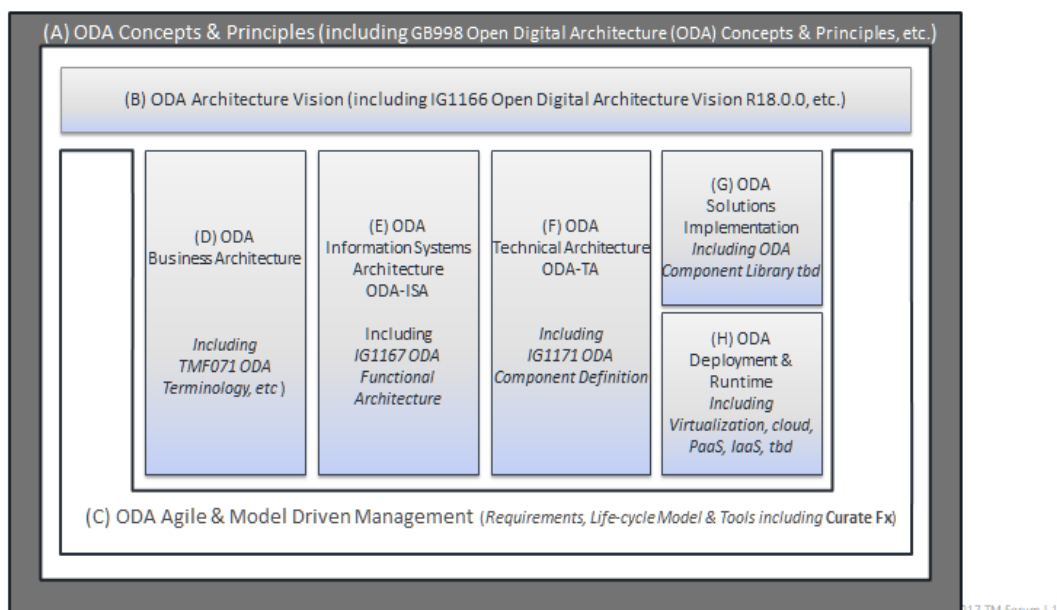 (A) ODA Concepts & Principles (including GB998 Open Digital Architecture (ODA) Concepts & Principles, etc.)
(B) ODA Architecture Vision (including IG1166 Open Digital Architecture Vision R18.0.0, etc.)
(D) ODA
Business Architecture
Including
TMF071 ODA
Terminology, etc )
(E) ODA
Information Systems
Architecture
ODA-ISA
Including
IG1167 ODA
Functional
Architecture
(F) ODA
Technical Architecture
ODA-TA
Including
IG1171 ODA
Component Definition
(G) ODA
Solutions
Implementation
Including ODA
Component Library tbd
(H) ODA
Deployment &
Runtime
Including
Virtualization, cloud,
PaaS, IaaS, tbd
(C) ODA Agile & Model Driven Management (Requirements, Life-cycle Model & Tools including Curate Fx)
TM Forum | 1